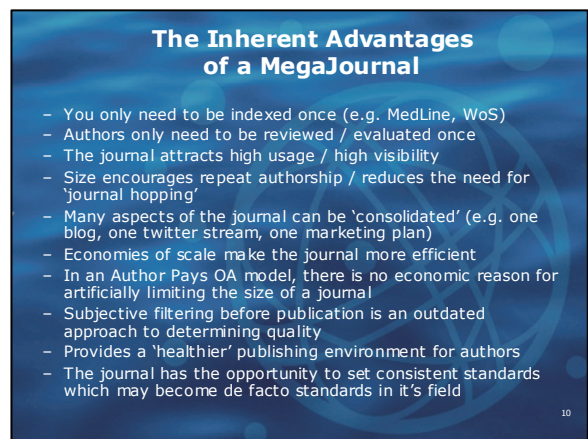 The Inherent Advantages
of a MegaJournal
– You only need to be indexed once (e.g. MedLine, WoS)
– Authors only need to be reviewed / evaluated once
– The journal attracts high usage / high visibility
– Size encourages repeat authorship / reduces the need for
‘journal hopping’
– Many aspects of the journal can be ‘consolidated’ (e.g. one
blog, one twitter stream, one marketing plan)
– Economies of scale make the journal more efficient
– In an Author Pays OA model, there is no economic reason for
artificially limiting the size of a journal
– Subjective filtering before publication is an outdated
approach to determining quality
– Provides a ‘healthier’ publishing environment for authors
– The journal has the opportunity to set consistent standards
which may become de facto standards in it’s field
10